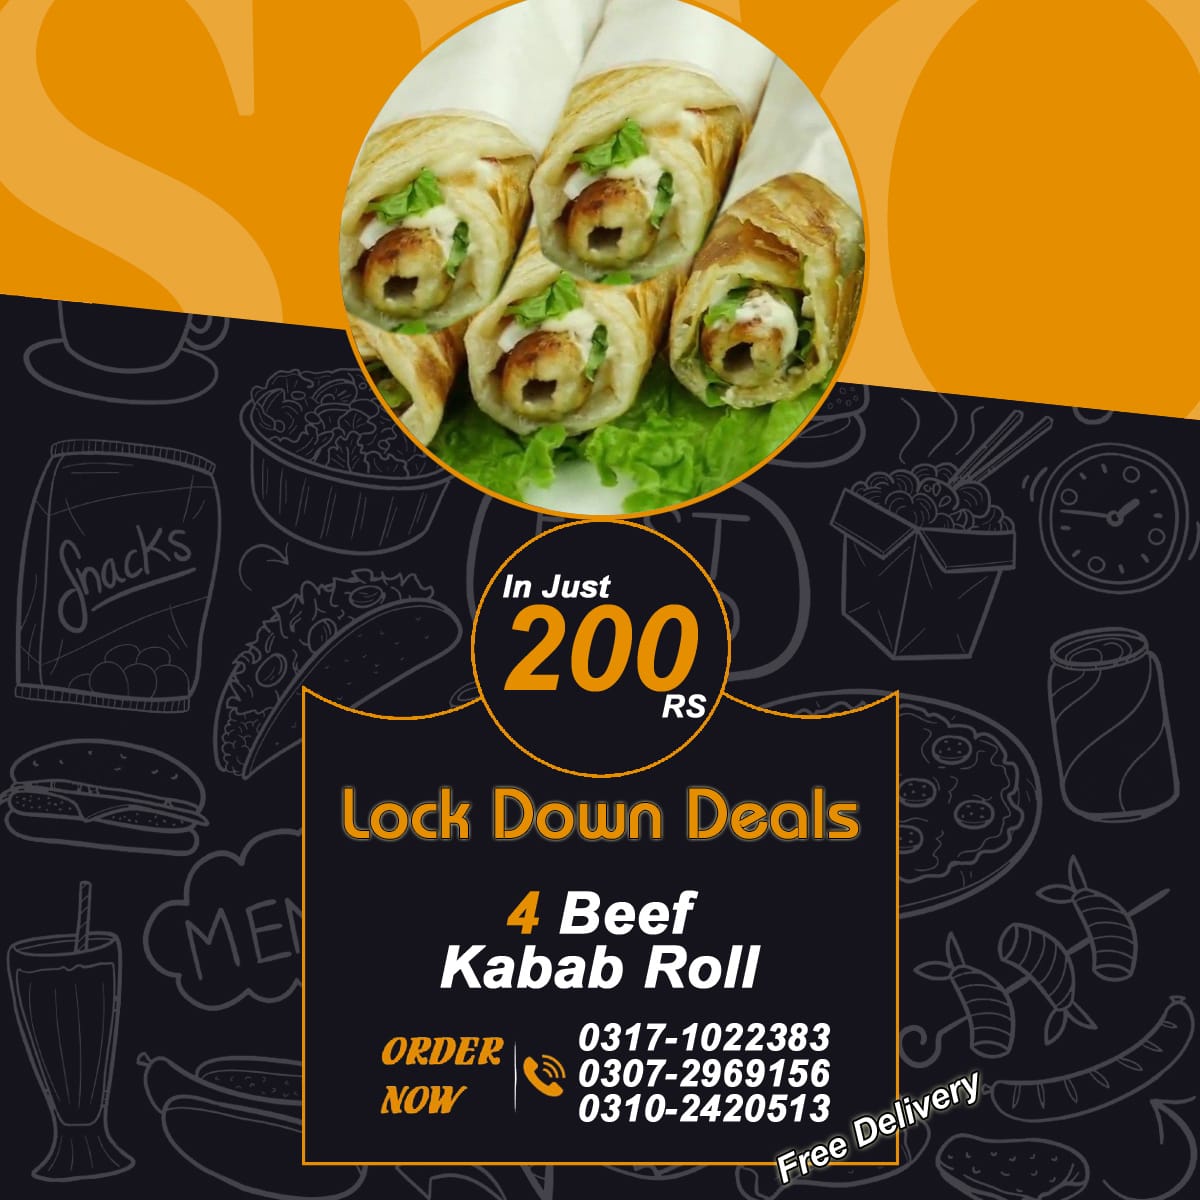 In Just
200
RS
Lock Down Deals
4 Beef
Kabab Roll
ORDER
NOW
0317-1022383
0307-2969156
0310-2420513
Free Delivery
Snacks